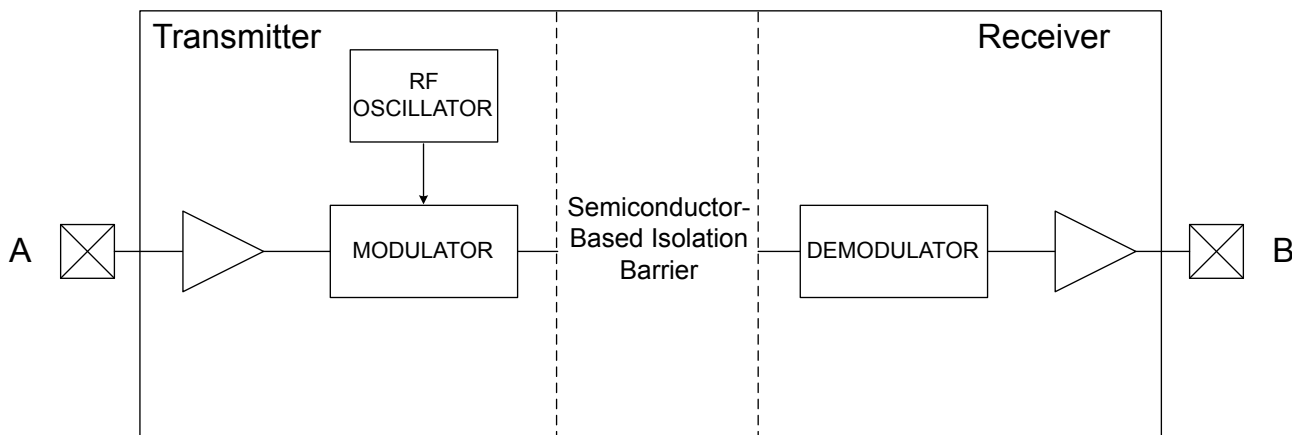 Transmitter
Receiver
RF
OSCILLATOR
A
MODULATOR
Semiconductor-
Based Isolation
Barrier
DEMODULATOR
B